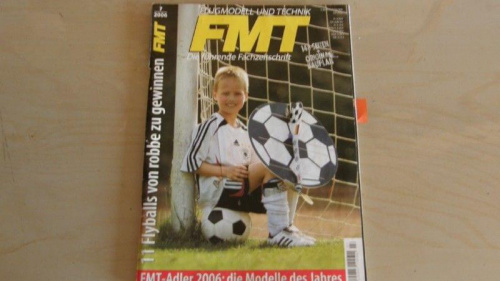 7
2006
FMT
FLUGMODELL UND TECHNIK
FMT
Die führende Fachzeitschrift
11 Flyballs von robbe zu gewinnen
FMT-Adler 2006: die Modelle des Jahres